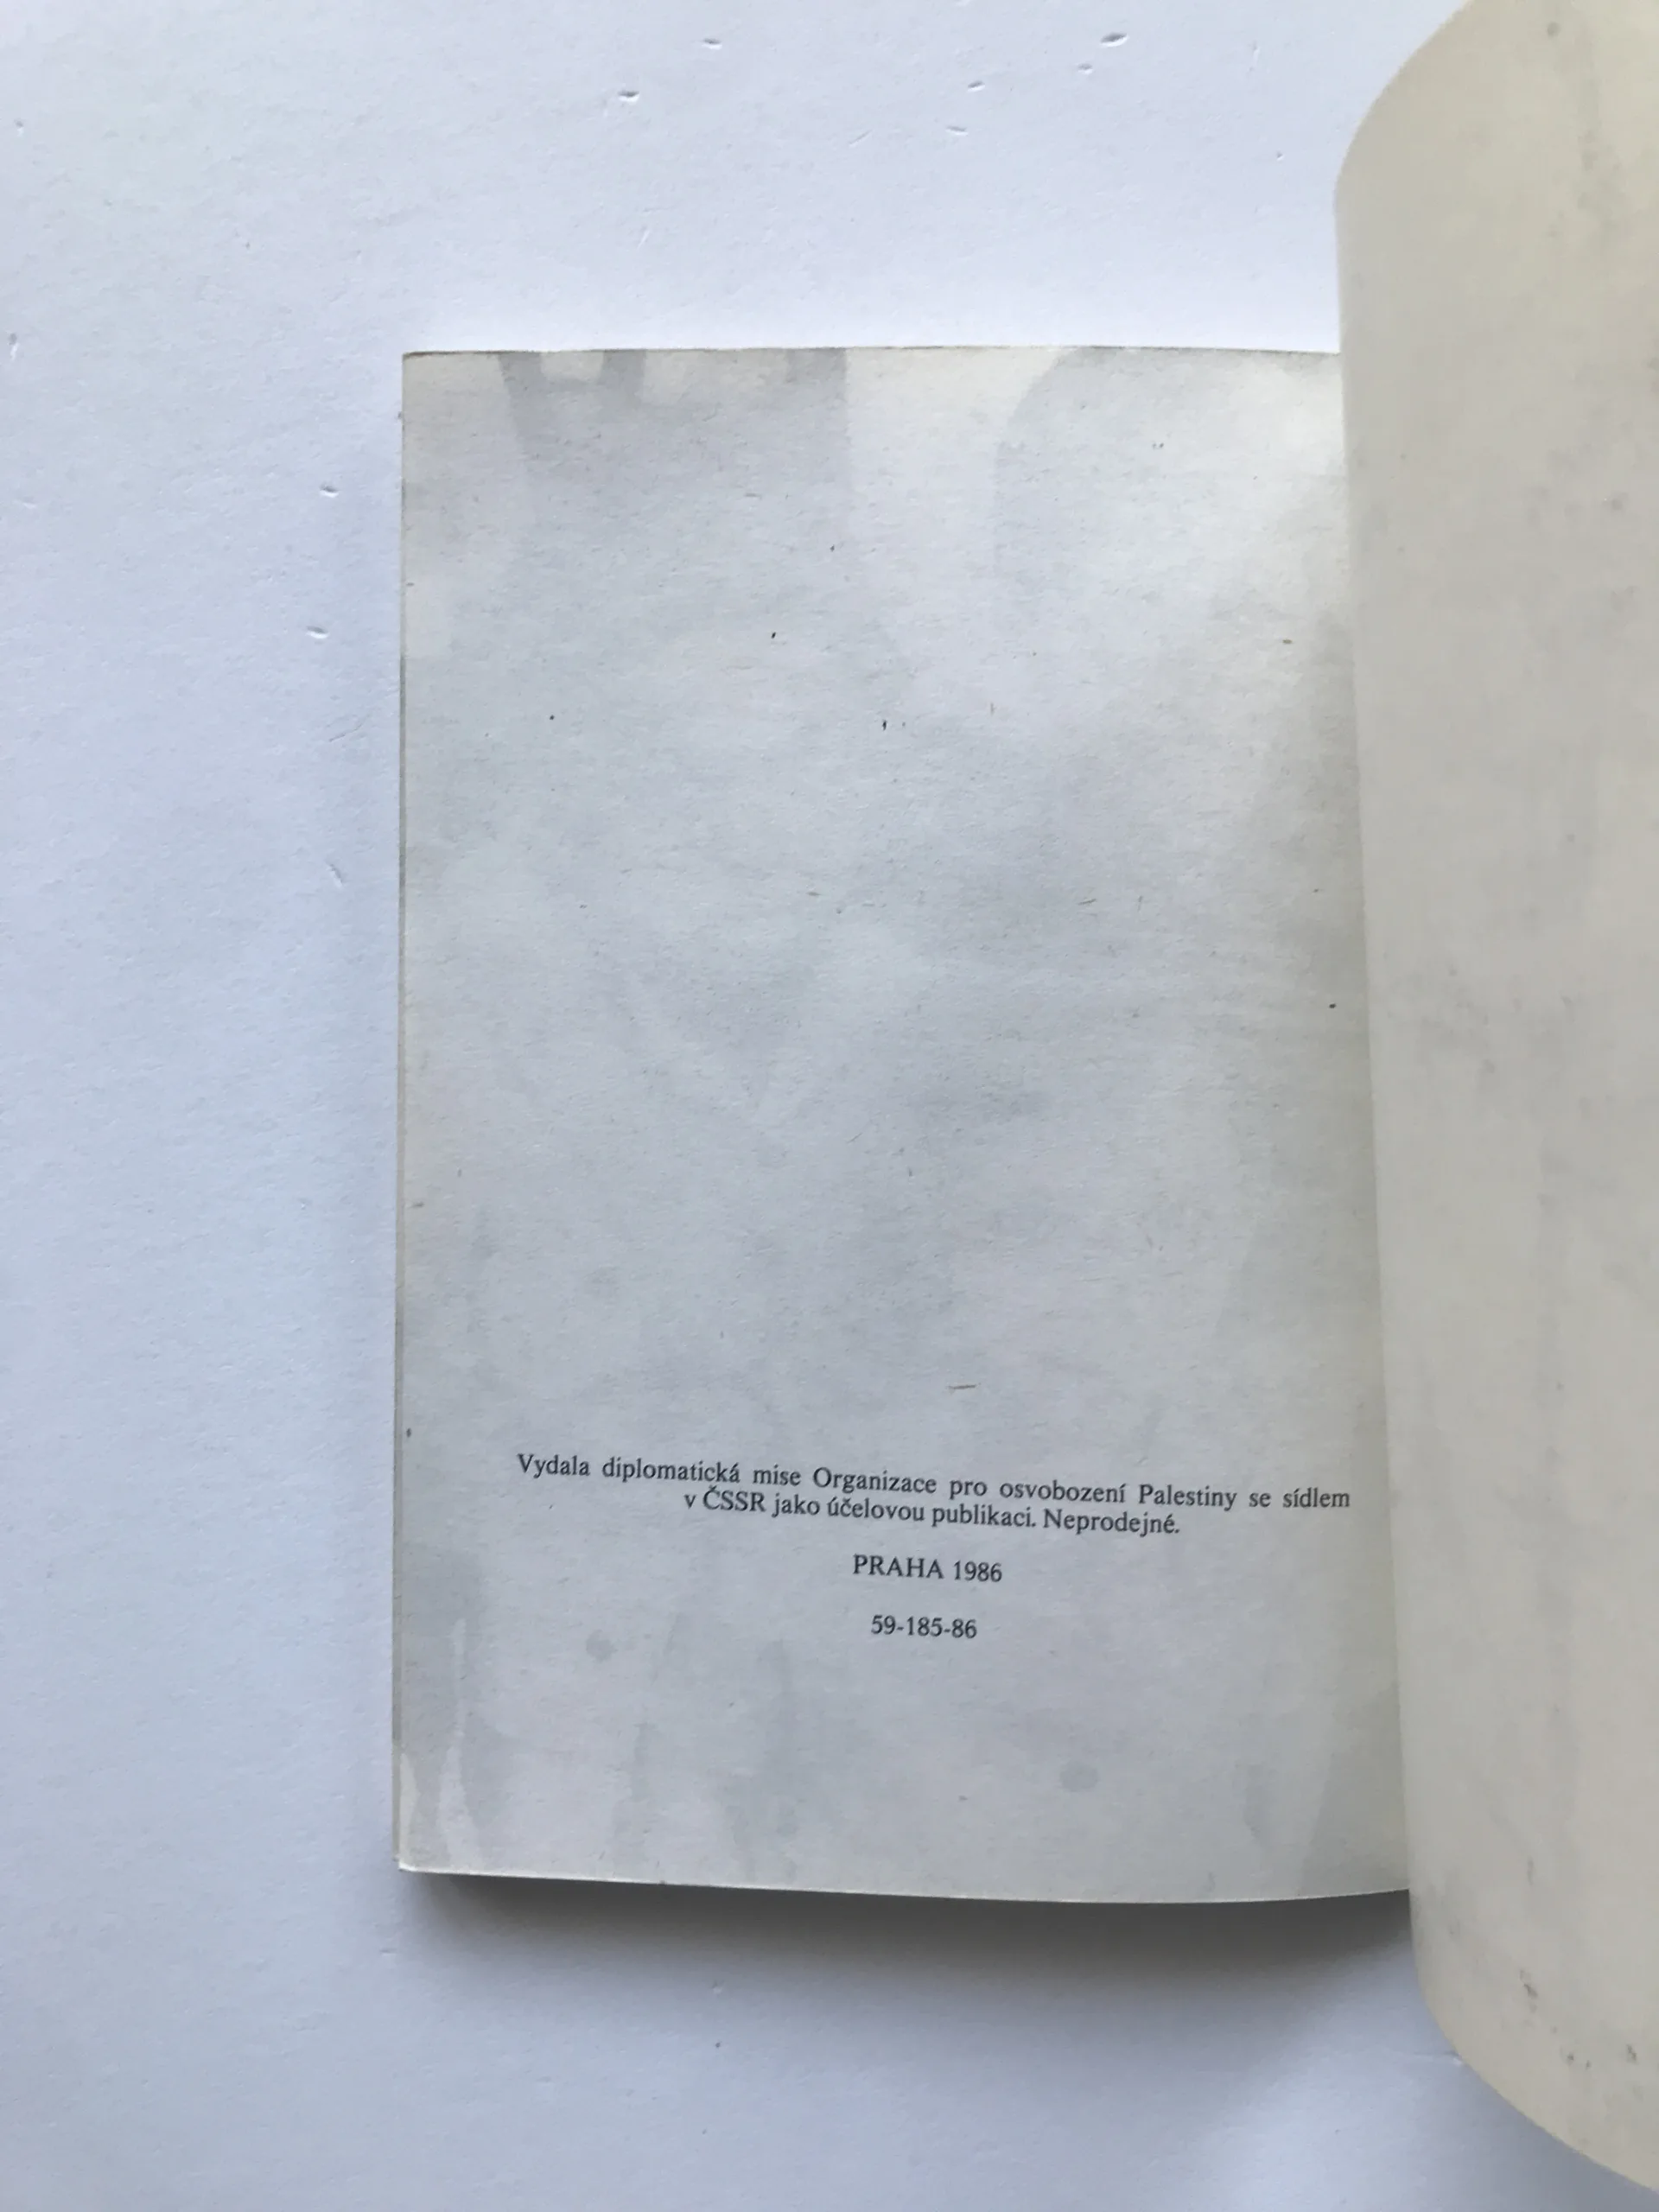 Vydala diplomatická mise Organizace pro osvobození Palestiny se sídlem
v ČSSR jako účelovou publikaci. Neprodejné.
PRAHA 1986
59-185-86